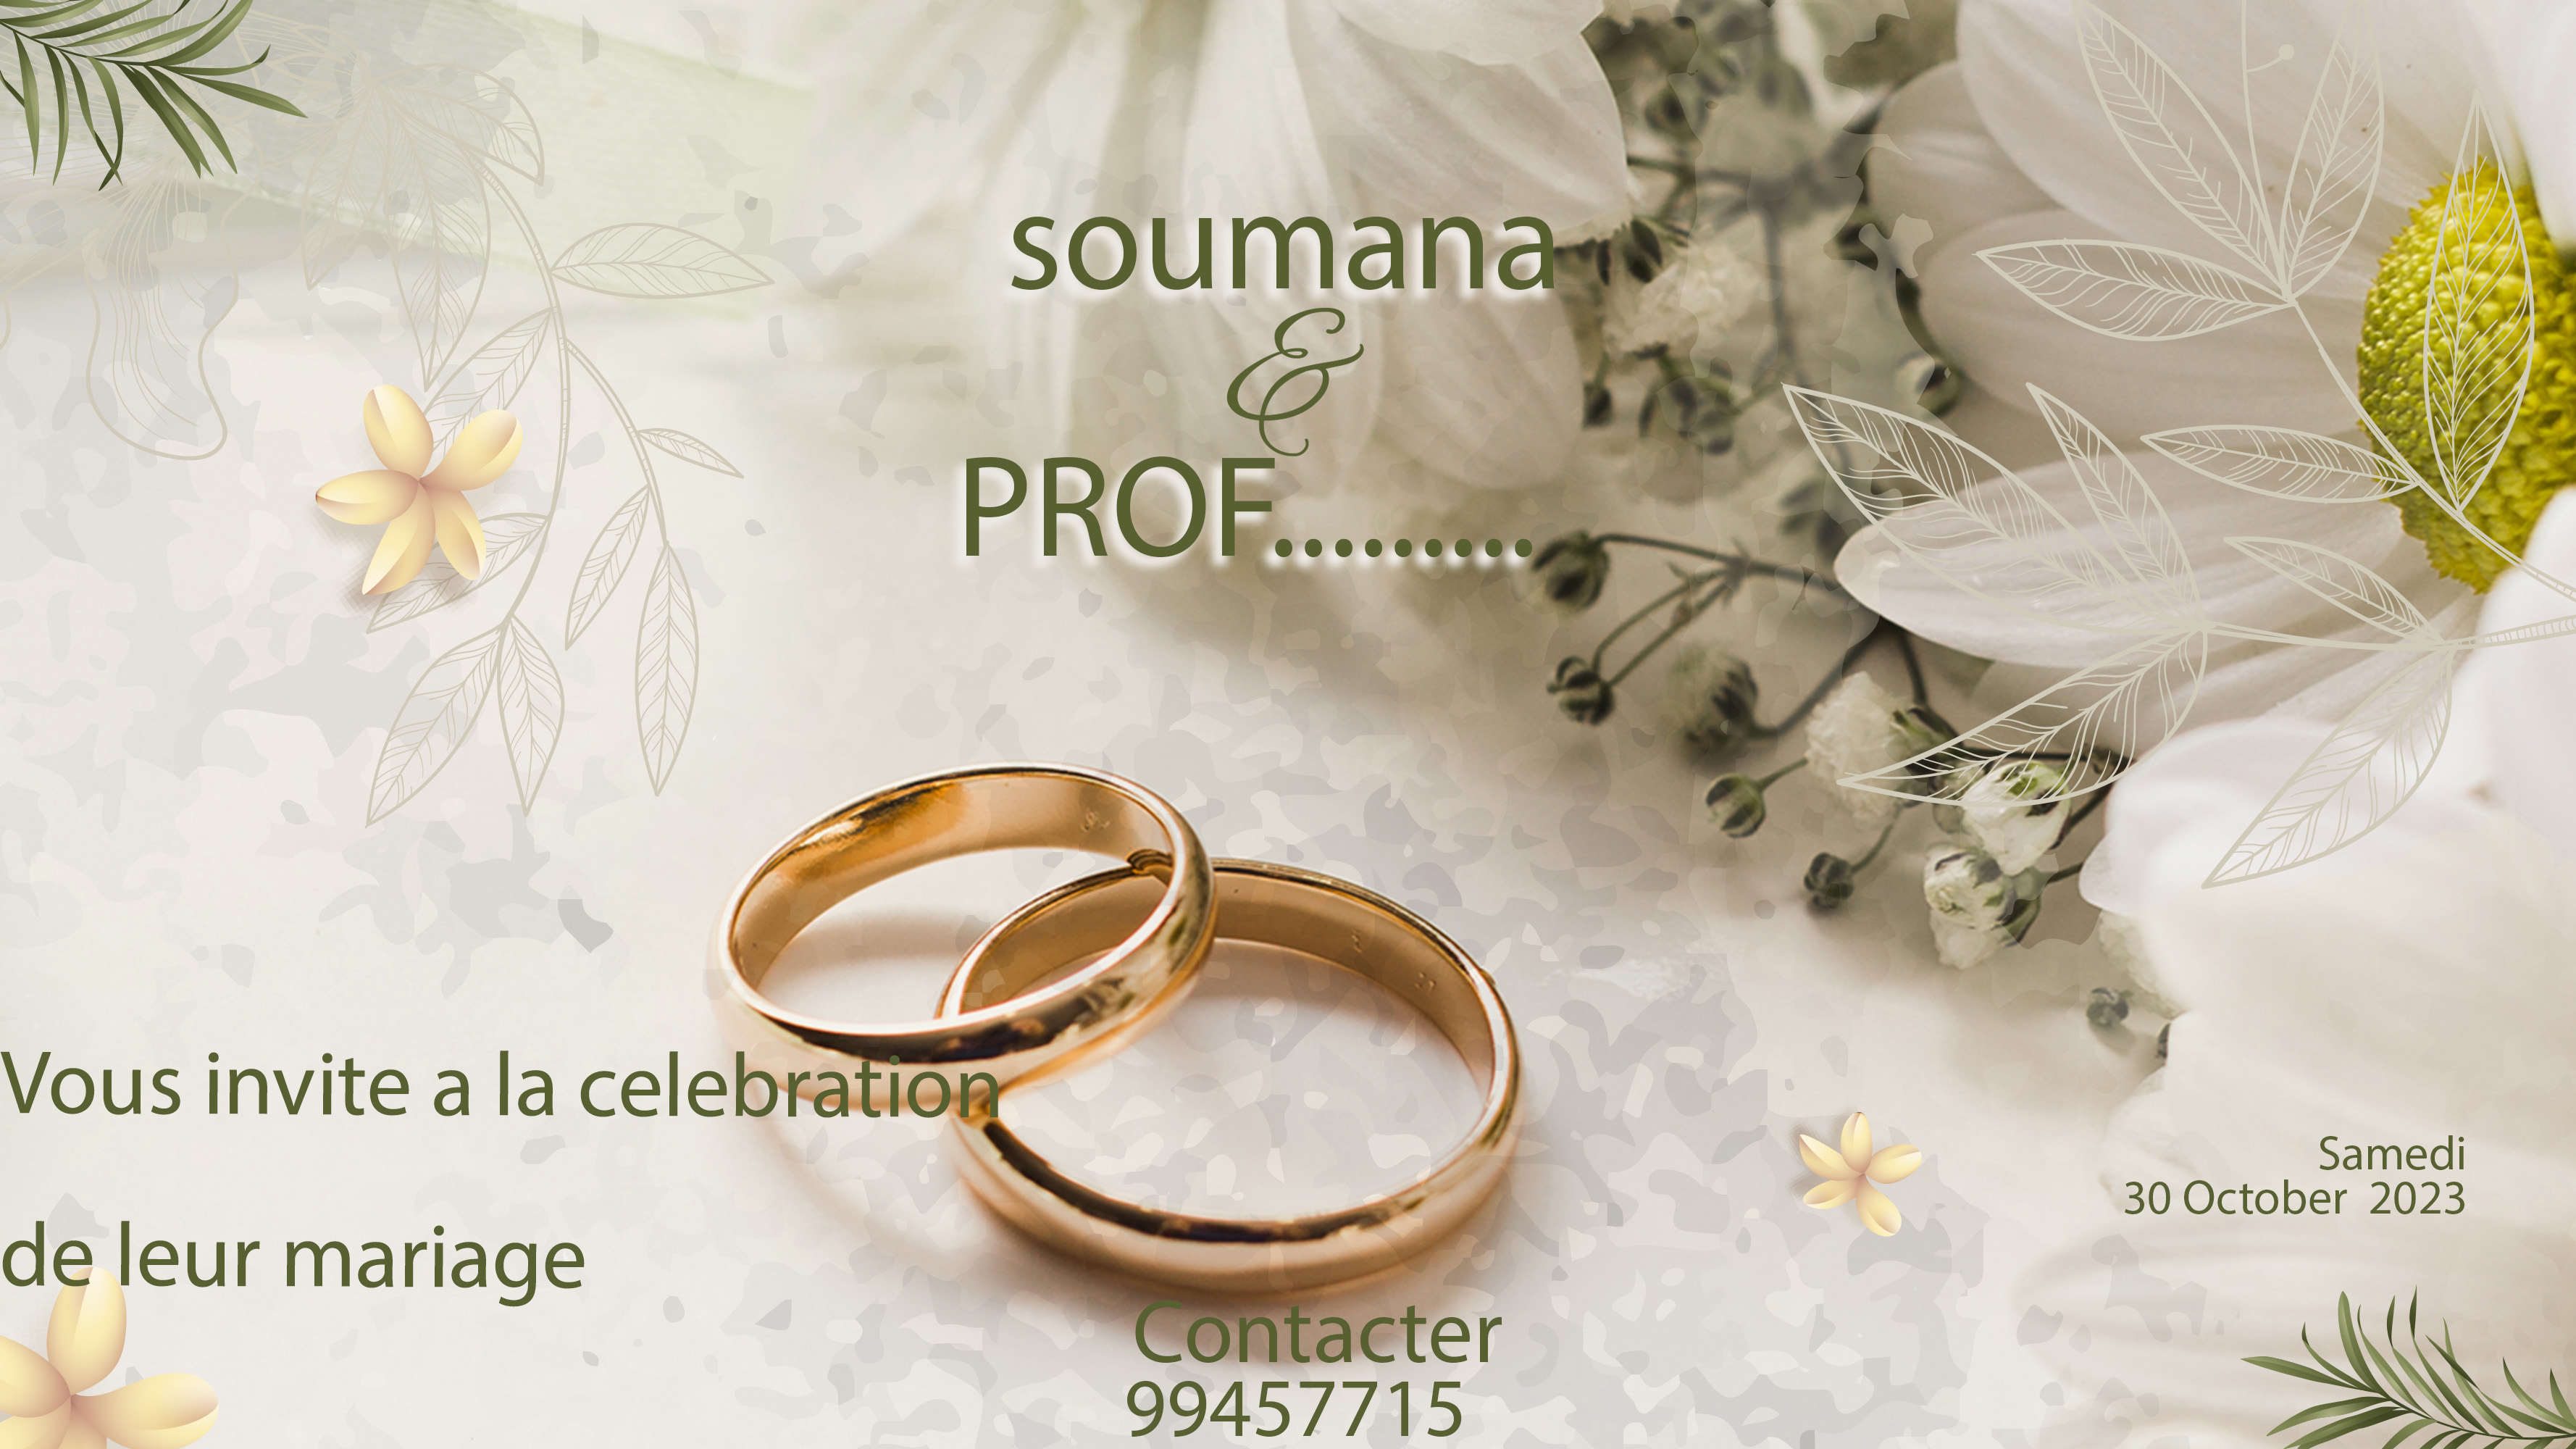 soumana
&
PROF.........
Vous invite a la celebration
de leur mariage
Samedi
30 October 2023
Contacter
99457715